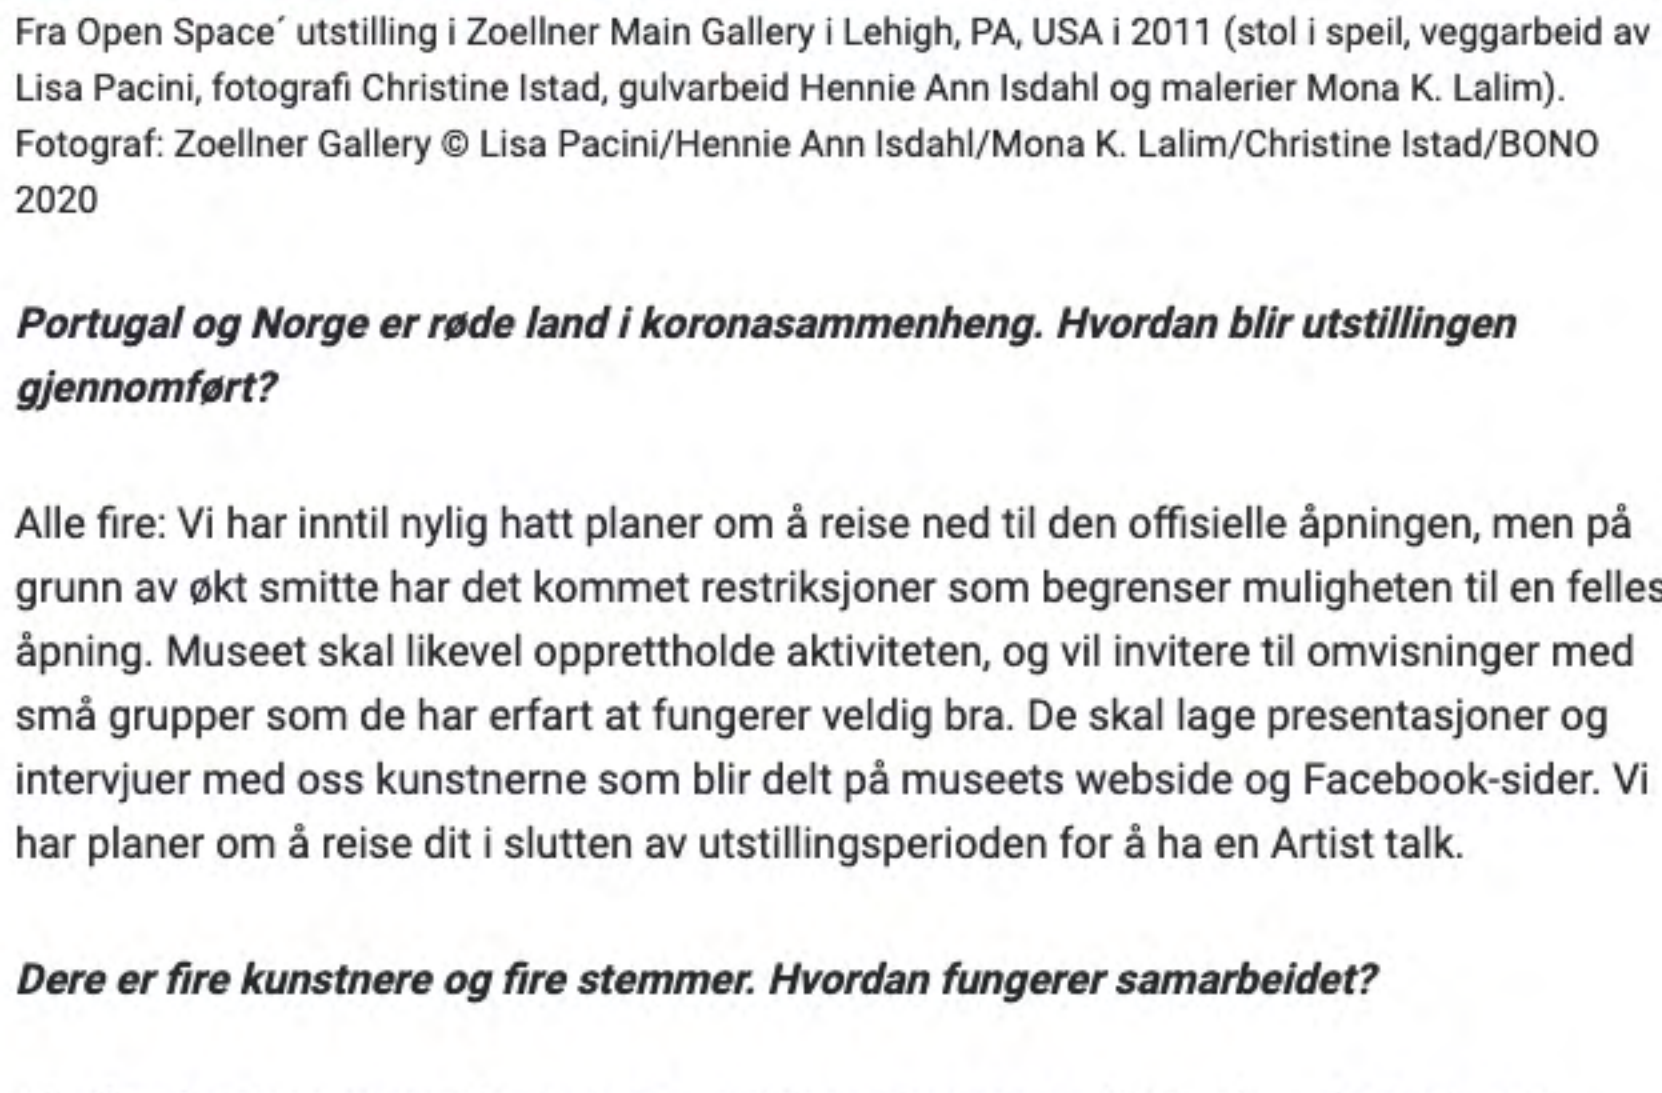 Fra Open Space´ utstilling i Zoellner Main Gallery i Lehigh, PA, USA i 2011 (stol i speil, veggarbeid av
Lisa Pacini, fotografi Christine Istad, gulvarbeid Hennie Ann Isdahl og malerier Mona K. Lalim).
Fotograf: Zoellner Gallery © Lisa Pacini/Hennie Ann Isdahl/Mona K. Lalim/Christine Istad/BONO
2020
Portugal og Norge er røde land i koronasammenheng. Hvordan blir utstillingen
gjennomført?
Alle fire: Vi har inntil nylig hatt planer om å reise ned til den offisielle åpningen, men på
grunn av økt smitte har det kommet restriksjoner som begrenser muligheten til en felles
åpning. Museet skal likevel opprettholde aktiviteten, og vil invitere til omvisninger med
små grupper som de har erfart at fungerer veldig bra. De skal lage presentasjoner og
intervjuer med oss kunstnerne som blir delt på museets webside og Facebook-sider. Vi
har planer om å reise dit i slutten av utstillingsperioden for å ha en Artist talk.
Dere er fire kunstnere og fire stemmer. Hvordan fungerer samarbeidet?